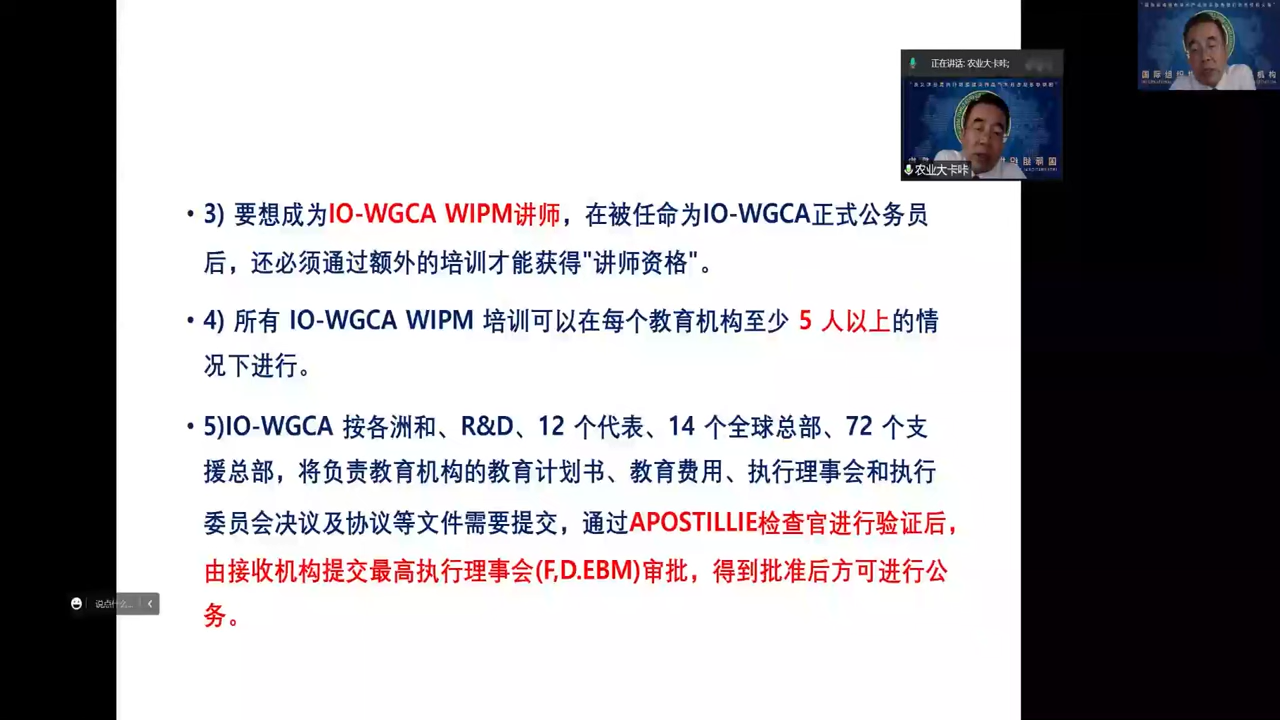 正在讲话: 农业大卡咔;
农业大卡咔
• 3) 要想成为IO-WGCA WIPM讲师，在被任命为IO-WGCA正式公务员
后，还必须通过额外的培训才能获得"讲师资格"。
• 4) 所有 IO-WGCA WIPM 培训可以在每个教育机构至少 5 人以上的情
况下进行。
• 5)IO-WGCA 按各洲和、R&D、12 个代表、14 个全球总部、72 个支
援总部，将负责教育机构的教育计划书、教育费用、执行理事会和执行
委员会决议及协议等文件需要提交，通过APOSTILLIE检查官进行验证后，
由接收机构提交最高执行理事会(F,D.EBM)审批，得到批准后方可进行公
务。
说点什么...
国际组织 机构